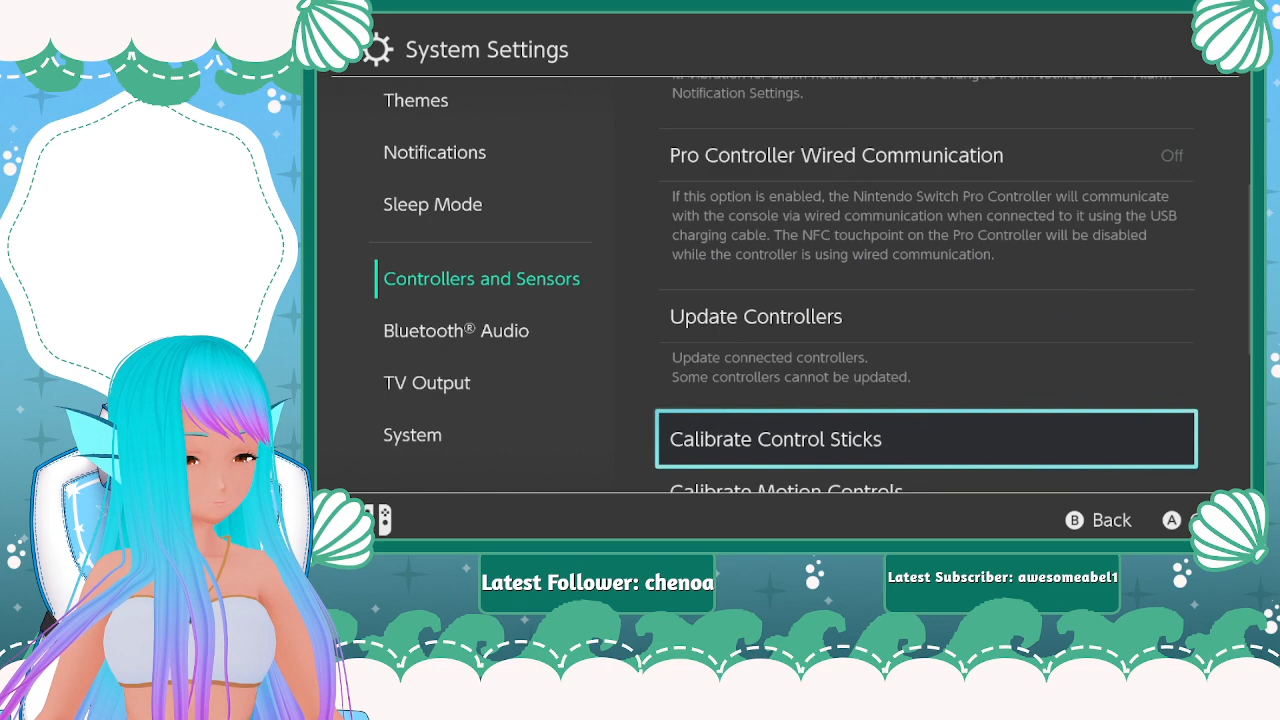 System Settings
Themes
Notifications
Sleep Mode
Controllers and Sensors
Bluetooth® Audio
TV Output
System
Notification Settings.
Pro Controller Wired Communication Off
If this option is enabled, the Nintendo Switch Pro Controller will communicate
with the console via wired communication when connected to it using the USB
charging cable. The NFC touchpoint on the Pro Controller will be disabled
while the controller is using wired communication.
Update Controllers
Update connected controllers.
Some controllers cannot be updated.
Calibrate Control Sticks
Calibrate Motion Controls
B Back A
Latest Follower: chenoa
Latest Subscriber: awesomeabel1